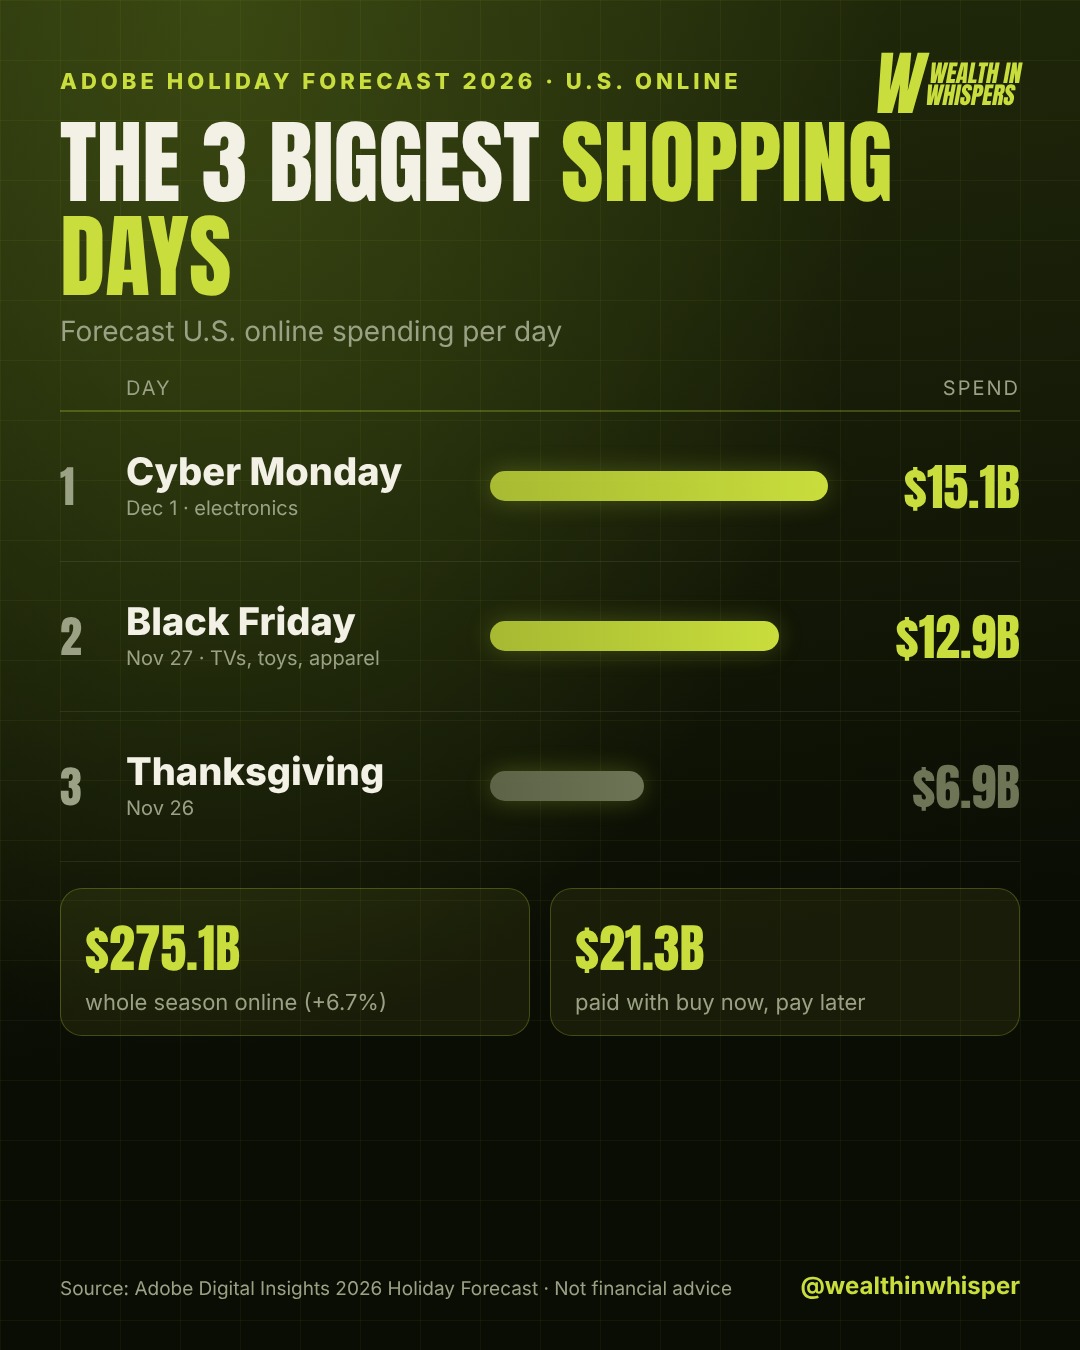 ADOBE HOLIDAY FORECAST 2026 · U.S. ONLINE
W WEALTH IN
WHISPERS
THE 3 BIGGEST SHOPPING
DAYS
Forecast U.S. online spending per day
DAY SPEND
1 Cyber Monday $15.1B
Dec 1 · electronics
2 Black Friday $12.9B
Nov 27 · TVs, toys, apparel
3 Thanksgiving $6.9B
Nov 26
$275.1B
whole season online (+6.7%)
$21.3B
paid with buy now, pay later
Source: Adobe Digital Insights 2026 Holiday Forecast · Not financial advice
@wealthinwhisper